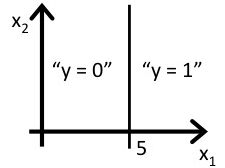 x₂
“y = 0” “y = 1”
5
x₁